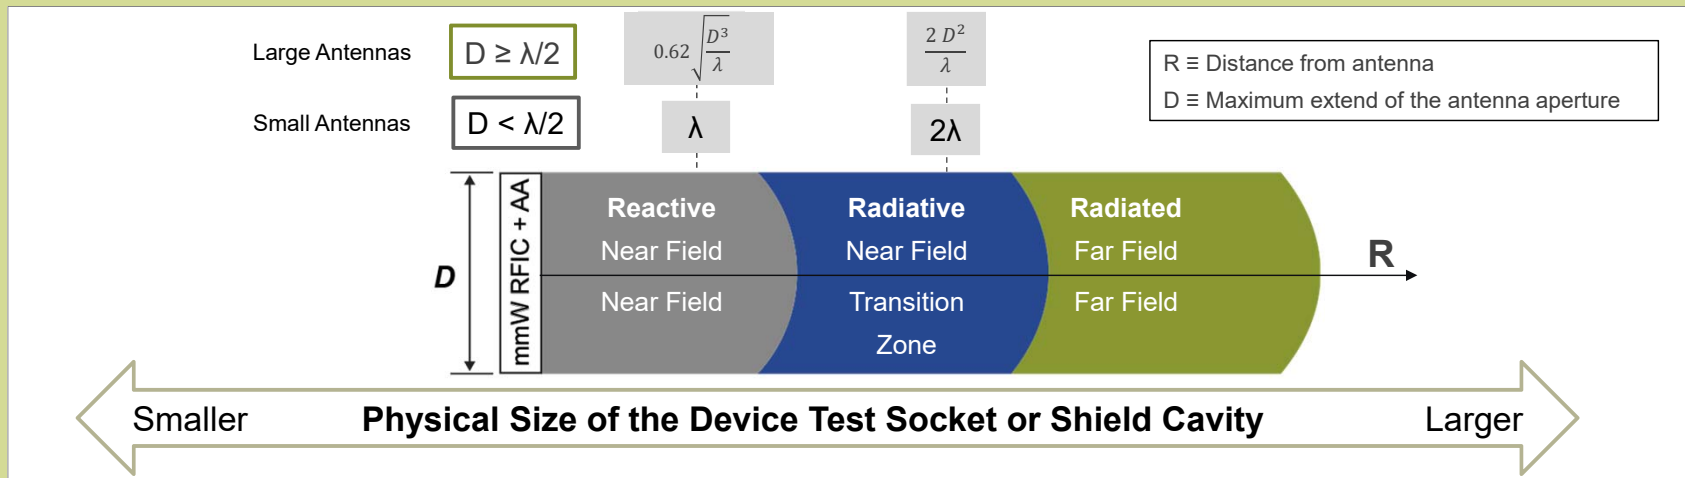 Large Antennas
D ≥ λ/2
0.62√(D³/λ)
2 D²/λ
R ≡ Distance from antenna
D ≡ Maximum extend of the antenna aperture
Small Antennas
D < λ/2
λ
2λ
D
mmW RFIC + AA
Reactive
Near Field
Near Field
Radiative
Near Field
Transition
Zone
Radiated
Far Field
Far Field
R
Smaller
Physical Size of the Device Test Socket or Shield Cavity
Larger